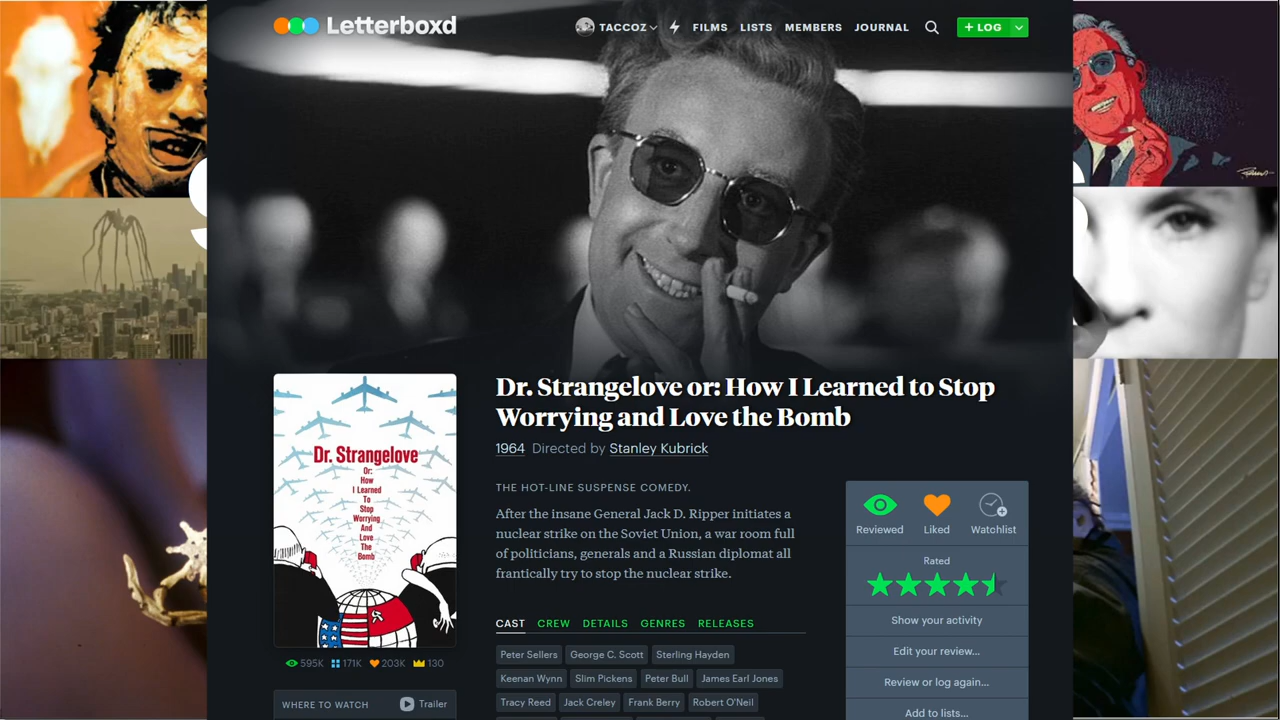 Letterboxd
TACCOZ
FILMS
LISTS
MEMBERS
JOURNAL
+ LOG
Dr. Strangelove or: How I Learned to Stop
Worrying and Love the Bomb
1964 Directed by Stanley Kubrick
Dr. Strangelove
Or:
How
I Learned
To
Stop
Worrying
And
Love
The
Bomb
595K 171K 203K 130
WHERE TO WATCH Trailer
THE HOT-LINE SUSPENSE COMEDY.
After the insane General Jack D. Ripper initiates a
nuclear strike on the Soviet Union, a war room full
of politicians, generals and a Russian diplomat all
frantically try to stop the nuclear strike.
CAST CREW DETAILS GENRES RELEASES
Peter Sellers George C. Scott Sterling Hayden
Keenan Wynn Slim Pickens Peter Bull James Earl Jones
Tracy Reed Jack Creley Frank Berry Robert O'Neil
Reviewed Liked Watchlist
Rated
Show your activity
Edit your review...
Review or log again...
Add to lists...